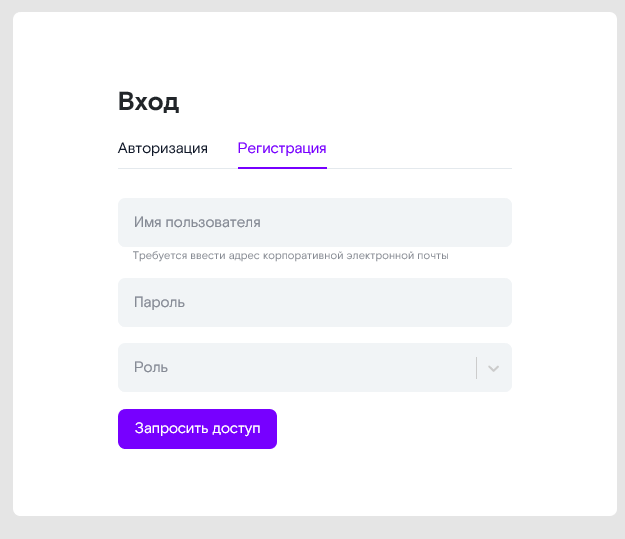 Вход
Авторизация Регистрация
Имя пользователя
Требуется ввести адрес корпоративной электронной почты
Пароль
Роль
Запросить доступ